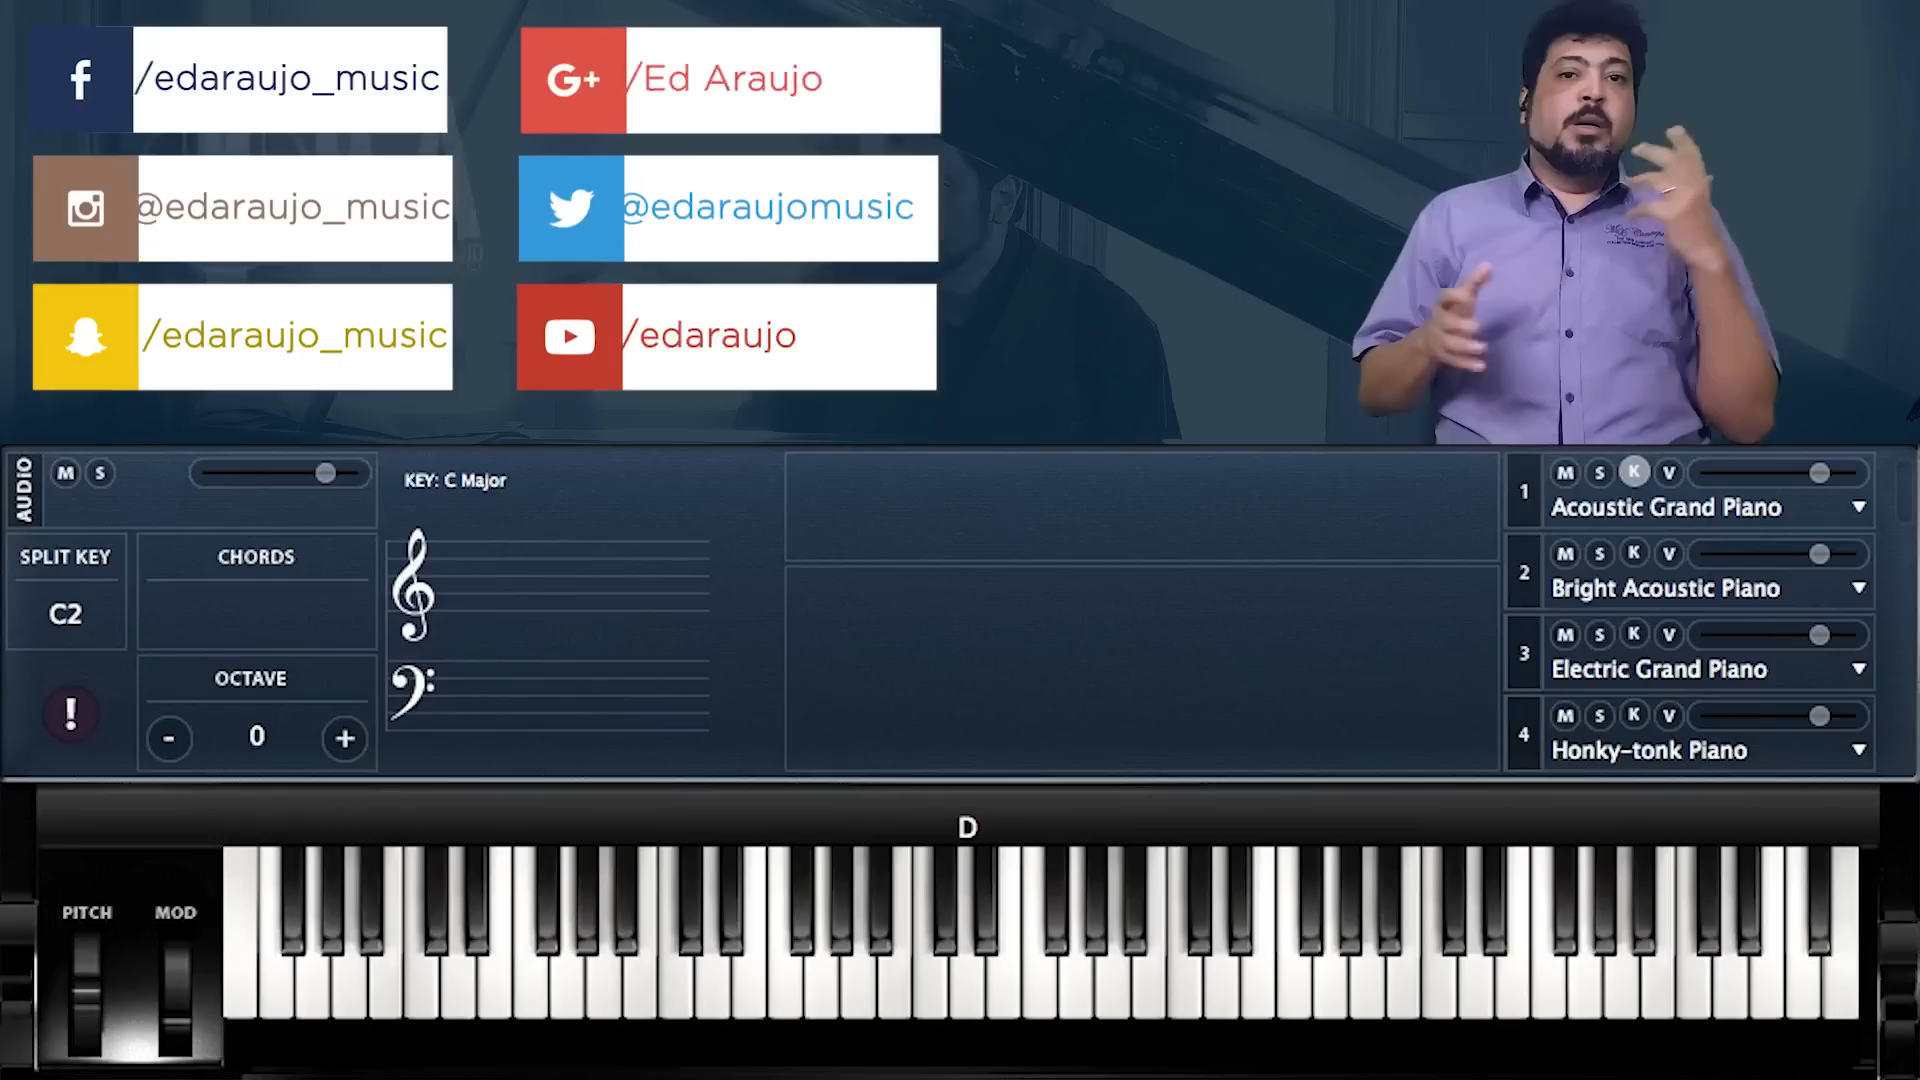 f /edaraujo_music
G+ /Ed Araujo
@edaraujo_music
@edaraujomusic
/edaraujo_music
/edaraujo
AUDiO
M S
KEY: C Major
SPLIT KEY
C2
!
CHORDS
OCTAVE
- 0 +
1
M S K V
Acoustic Grand Piano
2
M S K V
Bright Acoustic Piano
3
M S K V
Electric Grand Piano
4
M S K V
Honky-tonk Piano
D
PITCH MOD